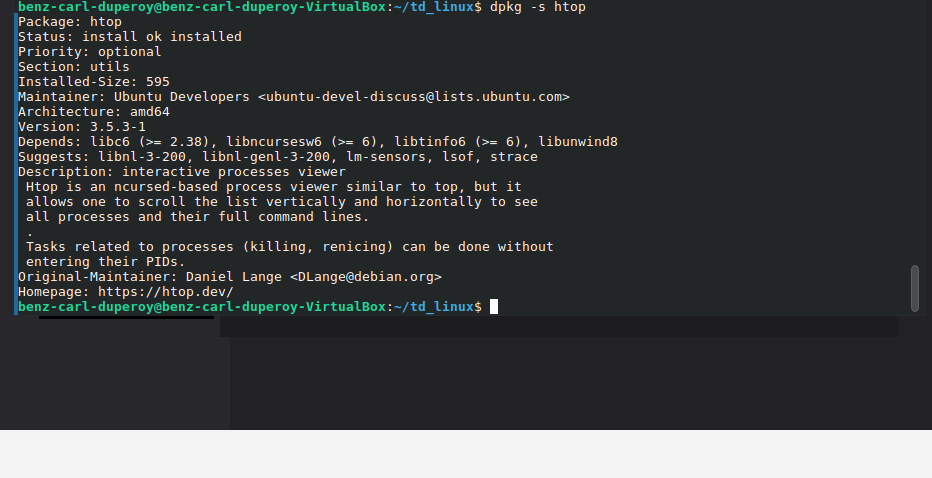 benz-carl-duperoy@benz-carl-duperoy-VirtualBox:~/td_linux$ dpkg -s htop
Package: htop
Status: install ok installed
Priority: optional
Section: utils
Installed-Size: 595
Maintainer: Ubuntu Developers <ubuntu-devel-discuss@lists.ubuntu.com>
Architecture: amd64
Version: 3.5.3-1
Depends: libc6 (>= 2.38), libncursesw6 (>= 6), libtinfo6 (>= 6), libunwind8
Suggests: libnl-3-200, libnl-genl-3-200, lm-sensors, lsof, strace
Description: interactive processes viewer
 Htop is an ncursed-based process viewer similar to top, but it
 allows one to scroll the list vertically and horizontally to see
 all processes and their full command lines.
 .
 Tasks related to processes (killing, renicing) can be done without
 entering their PIDs.
Original-Maintainer: Daniel Lange <DLange@debian.org>
Homepage: https://htop.dev/
benz-carl-duperoy@benz-carl-duperoy-VirtualBox:~/td_linux$